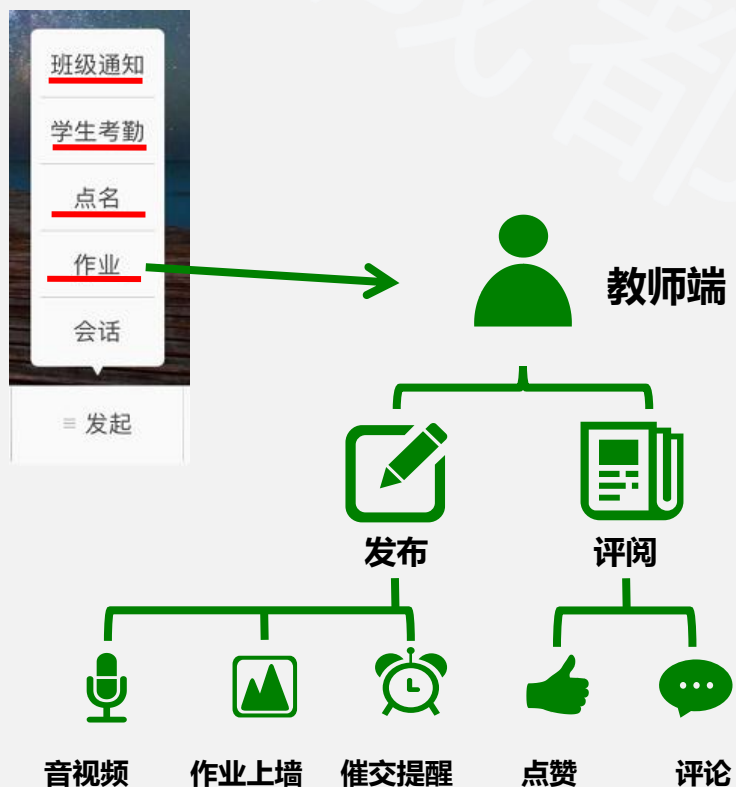 班级通知
学生考勤
点名
作业
会话
≡ 发起
教师端
发布
评阅
音视频
作业上墙
催交提醒
点赞
评论